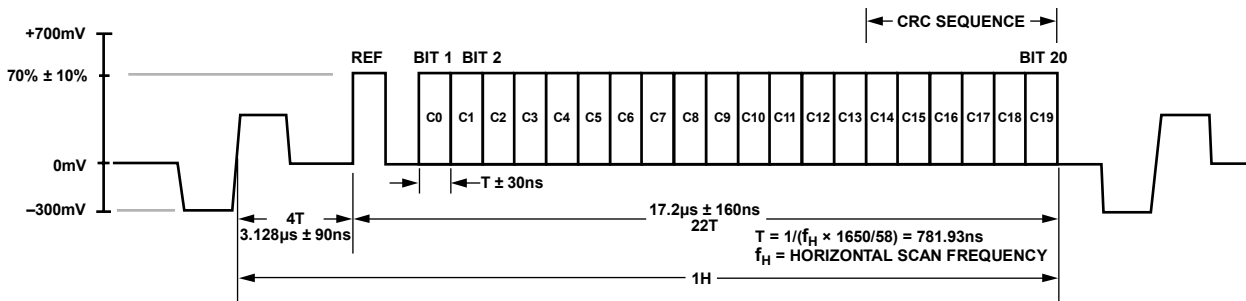 CRC SEQUENCE
+700mV
REF
BIT 1 BIT 2
BIT 20
70% ± 10%
C0 C1 C2 C3 C4 C5 C6 C7 C8 C9 C10 C11 C12 C13 C14 C15 C16 C17 C18 C19
0mV
T ± 30ns
–300mV
4T
3.128µs ± 90ns
17.2µs ± 160ns
22T
T = 1/(fH × 1650/58) = 781.93ns
fH = HORIZONTAL SCAN FREQUENCY
1H